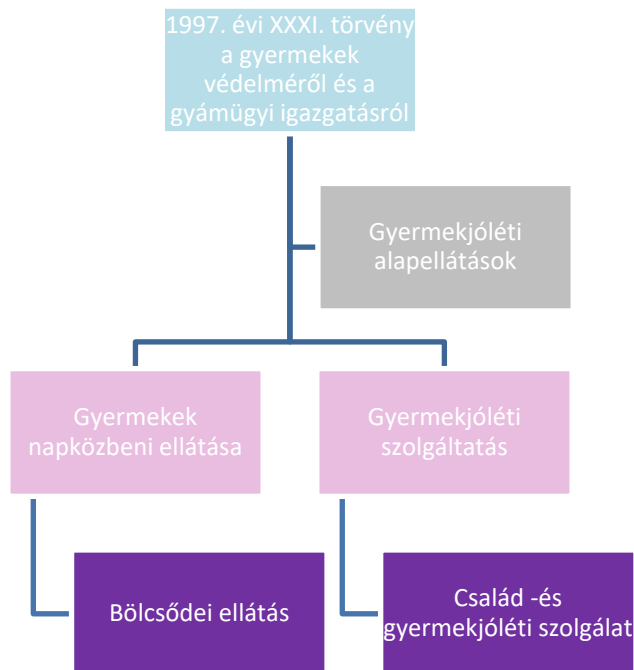 1997. évi XXXI. törvény
a gyermekek
védelméről és a
gyámügyi igazgatásról
Gyermekjóléti
alapellátások
Gyermekek
napközbeni ellátása
Gyermekjóléti
szolgáltatás
Bölcsődei ellátás
Család -és
gyermekjóléti szolgálat